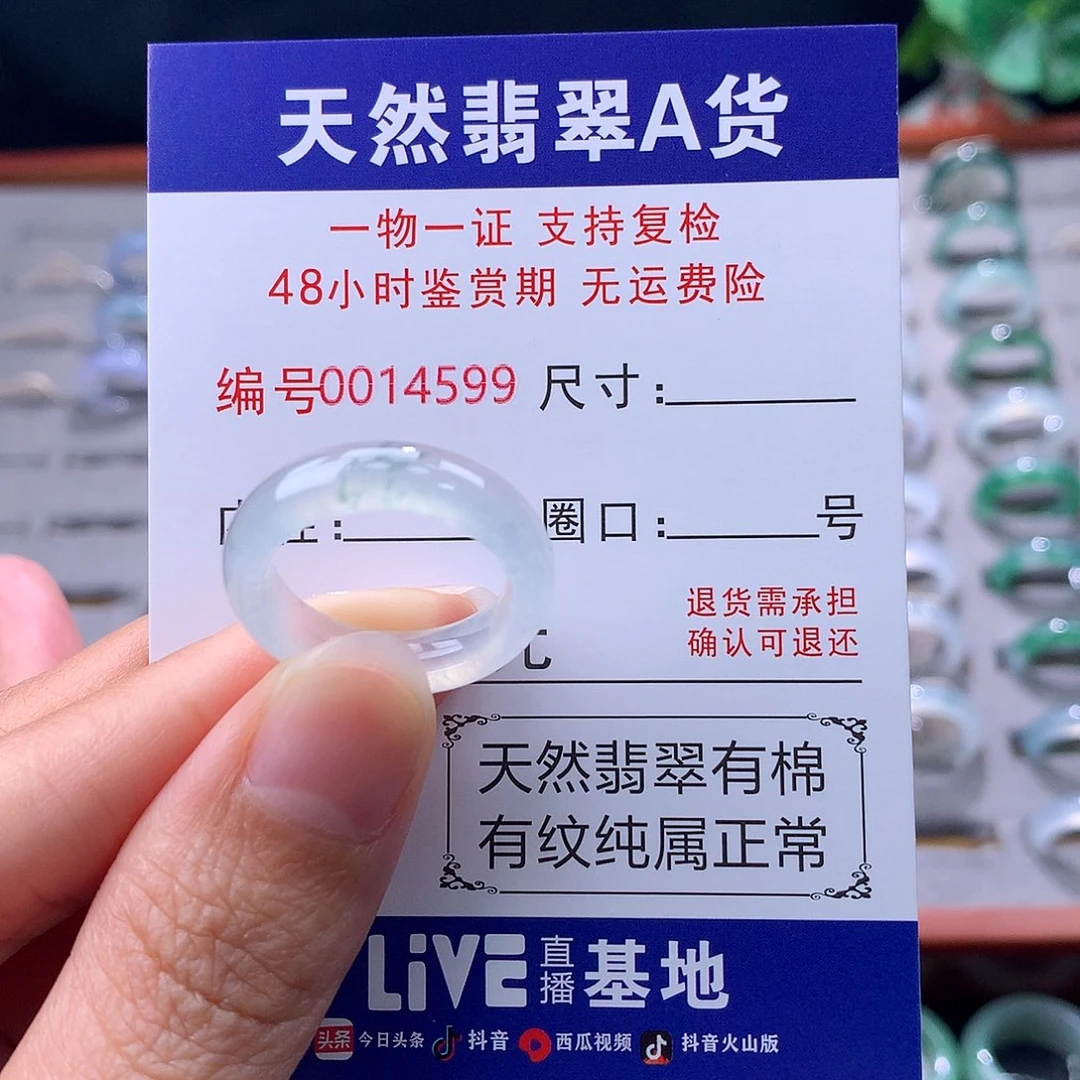 天然翡翠A货
一物一证 支持复检
48小时鉴赏期 无运费险
编号0014599 尺寸:
圈口: 号
退货需承担
确认可退还
天然翡翠有棉
有纹纯属正常
LiVE 直播 基地
头条 今日头条 抖音 西瓜视频 抖音火山版